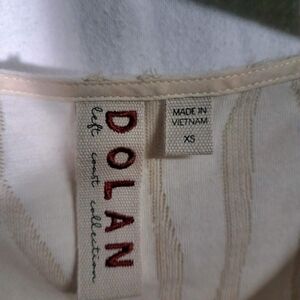 DOLAN
left coast collection
MADE IN
VIETNAM
XS